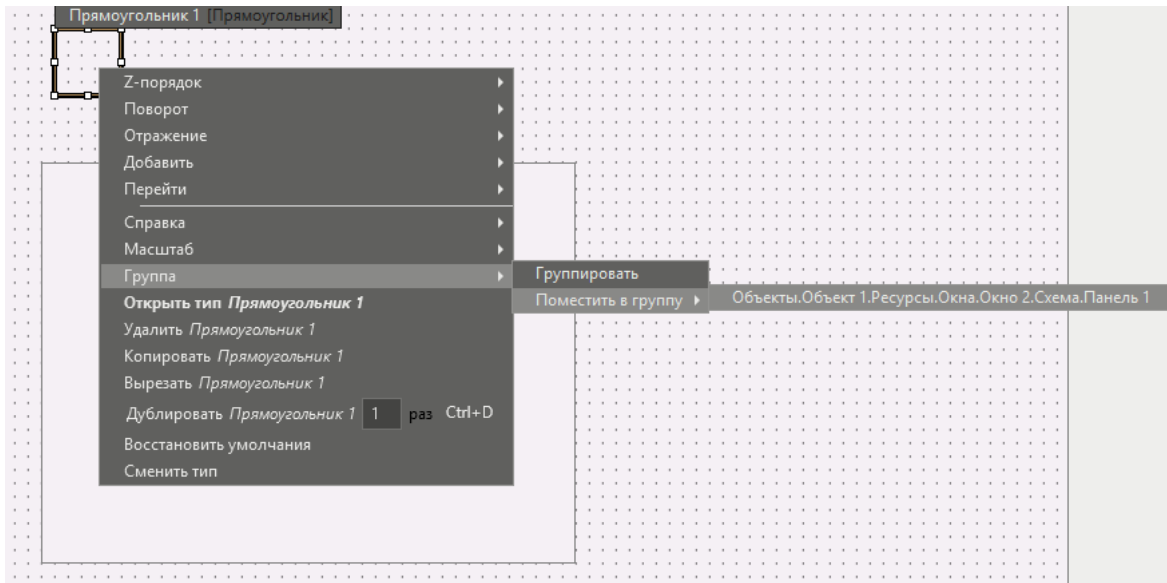 Прямоугольник 1 [Прямоугольник]
Z-порядок
Поворот
Отражение
Добавить
Перейти
Справка
Масштаб
Группа
Группировать
Открыть тип Прямоугольник 1
Поместить в группу
Объекты.Объект 1.Ресурсы.Окна.Окно 2.Схема.Панель 1
Удалить Прямоугольник 1
Копировать Прямоугольник 1
Вырезать Прямоугольник 1
Дублировать Прямоугольник 1 1 раз Ctrl+D
Восстановить умолчания
Сменить тип